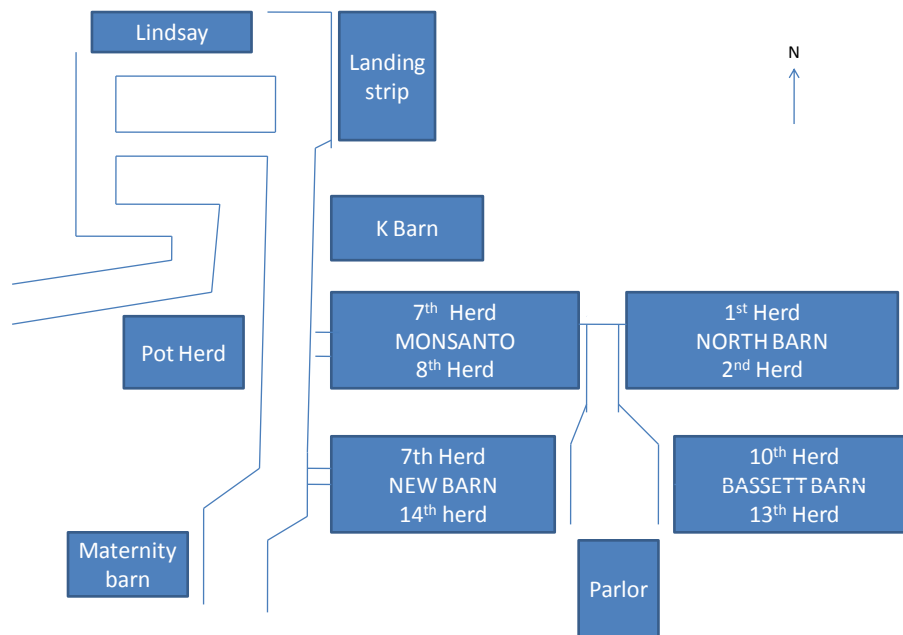 Lindsay
Landing
strip
N
K Barn
7th Herd
MONSANTO
8th Herd
1st Herd
NORTH BARN
2nd Herd
Pot Herd
7th Herd
NEW BARN
14th herd
10th Herd
BASSETT BARN
13th Herd
Maternity
barn
Parlor